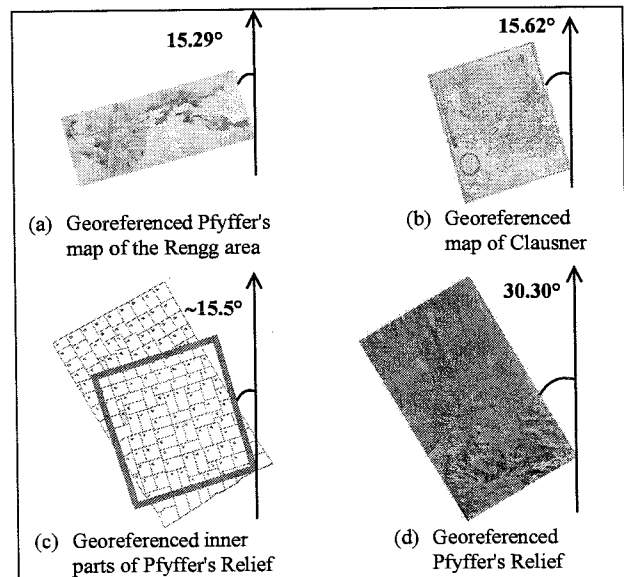 15.29°
15.62°
(a) Georeferenced Pfyffer's
map of the Rengg area
(b) Georeferenced
map of Clausner
~15.5°
30.30°
(c) Georeferenced inner
parts of Pfyffer's Relief
(d) Georeferenced
Pfyffer's Relief